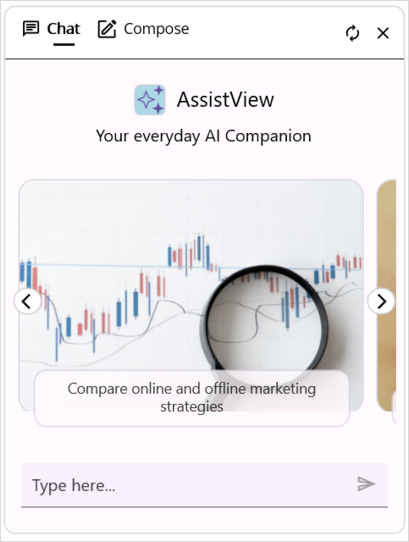 Chat Compose
AssistView
Your everyday AI Companion
Compare online and offline marketing
strategies
Type here...